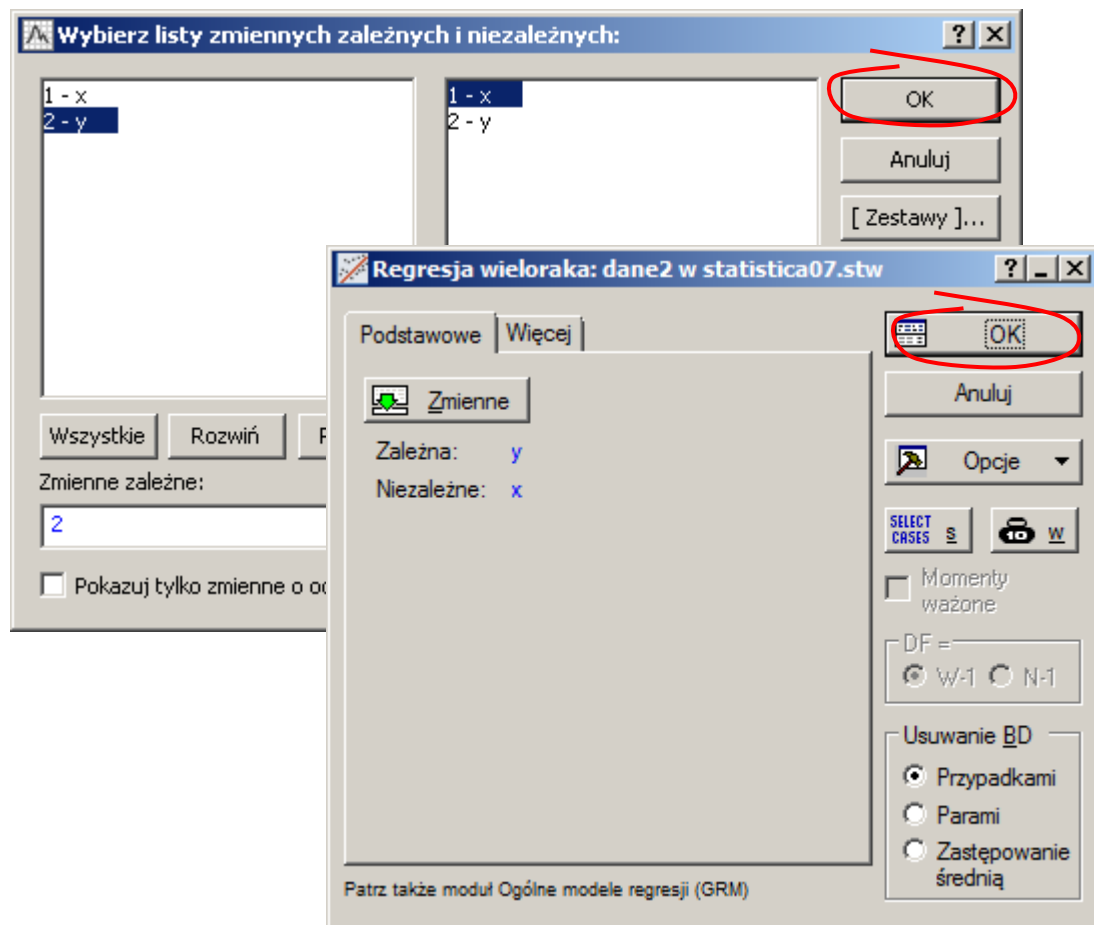 Wybierz listy zmiennych zależnych i niezależnych:
1 - x
2 - y
1 - x
2 - y
OK
Anuluj
[ Zestawy ]...
Wszystkie
Rozwiń
Zmienne zależne:
2
Pokazuj tylko zmienne o
Regresja wieloraka: dane2 w statistica07.stw
Podstawowe
Więcej
Zmienne
Zależna: y
Niezależne: x
OK
Anuluj
Opcje
SELECT CASES S
W
Momenty ważone
DF =
W-1
N-1
Usuwanie BD
Przypadkami
Parami
Zastępowanie średnią
Patrz także moduł Ogólne modele regresji (GRM)